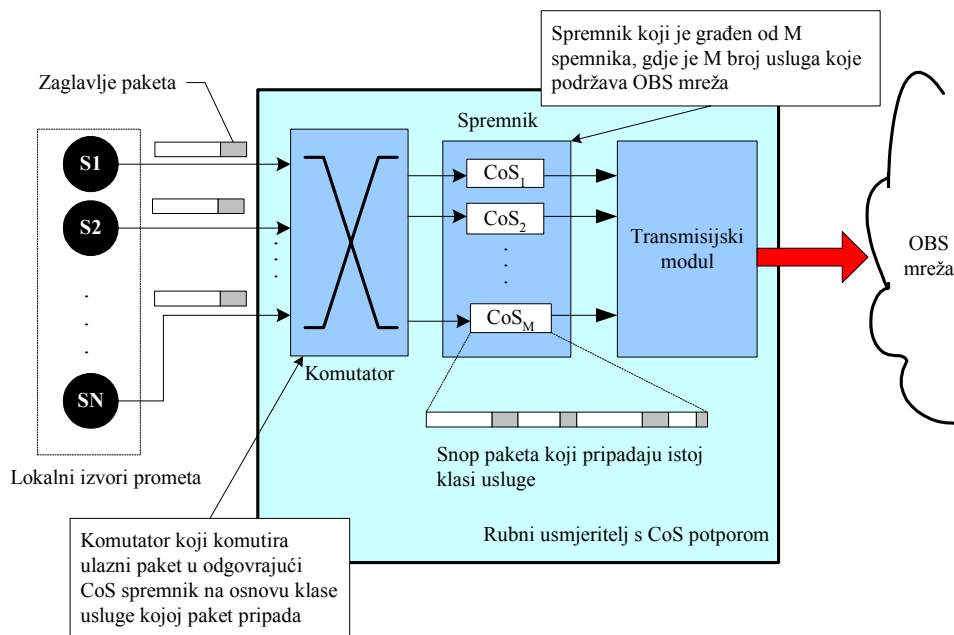 Spremnik koji je građen od M
spemnika, gdje je M broj usluga koje
podržava OBS mreža
Zaglavlje paketa
Spremnik
S1
CoS1
S2
CoS2
Transmisijski
modul
OBS
mreža
CoSM
Komutator
SN
Snop paketa koji pripadaju istoj
klasi usluge
Lokalni izvori prometa
Rubni usmjeritelj s CoS potporom
Komutator koji komutira
ulazni paket u odgovrajući
CoS spremnik na osnovu klase
usluge kojoj paket pripada